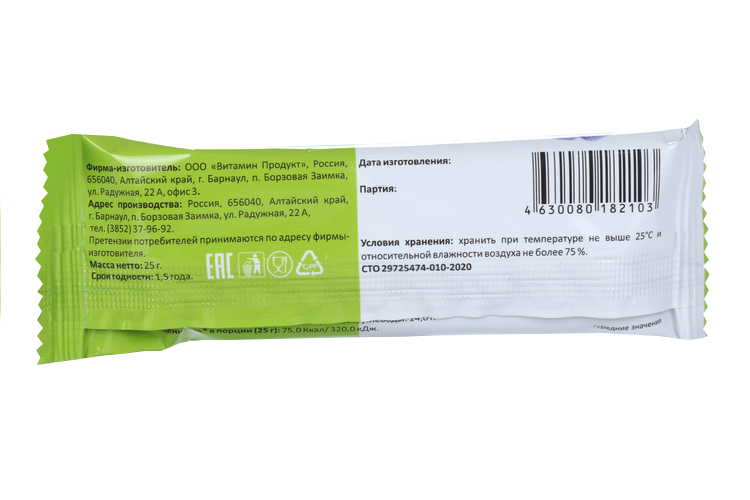 Фирма-изготовитель: ООО «Витамин Продукт», Россия,
656040, Алтайский край, г. Барнаул, п. Борзовая Заимка,
ул. Радужная, 22 А, офис 3.
Адрес производства: Россия, 656040, Алтайский край,
г. Барнаул, п. Борзовая Заимка, ул. Радужная, 22 А,
тел. (3852) 37-96-92.
Претензии потребителей принимаются по адресу фирмы-
изготовителя.
Масса нетто: 25 г.
Срок годности: 1,5 года.
EAC
Дата изготовления:
Партия:
4 630080 182103
Условия хранения: хранить при температуре не выше 25°С и
относительной влажности воздуха не более 75 %.
СТО 29725474-010-2020
углеводы: 14,0
в порции (25 г): 75,0 Ккал/ 320,0 кДж.
средние значения